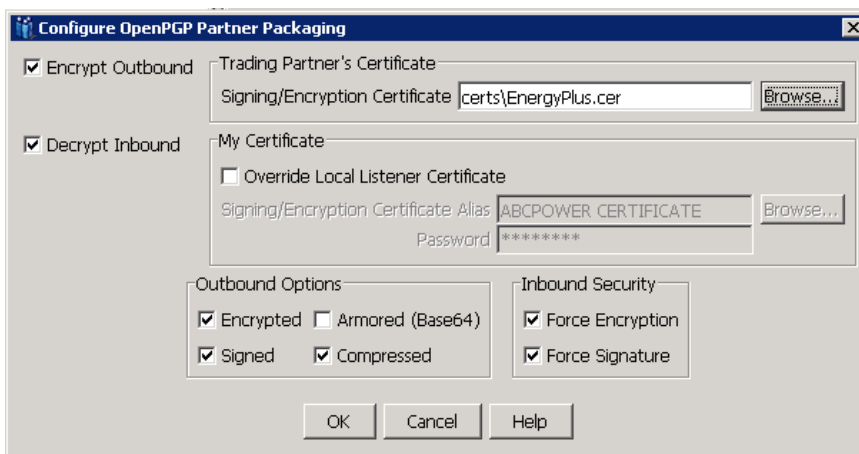 Configure OpenPGP Partner Packaging
Encrypt Outbound
Trading Partner's Certificate
Signing/Encryption Certificate certs\EnergyPlus.cer Browse...
Decrypt Inbound
My Certificate
Override Local Listener Certificate
Signing/Encryption Certificate Alias ABCPOWER CERTIFICATE Browse...
Password ********
Outbound Options Inbound Security
Encrypted Armored (Base64) Force Encryption
Signed Compressed Force Signature
OK Cancel Help